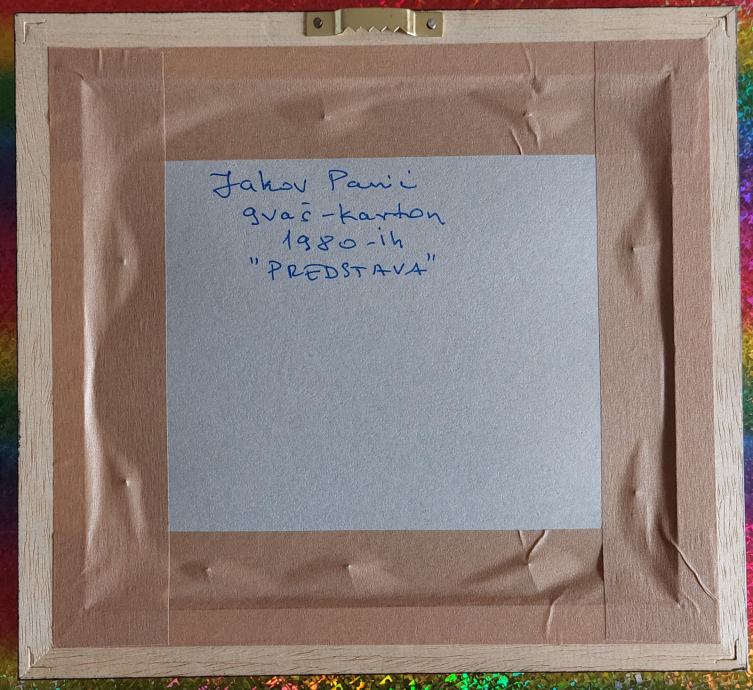 Jakov Panić
gvaš-karton
1980-ih
"PREDSTAVA"